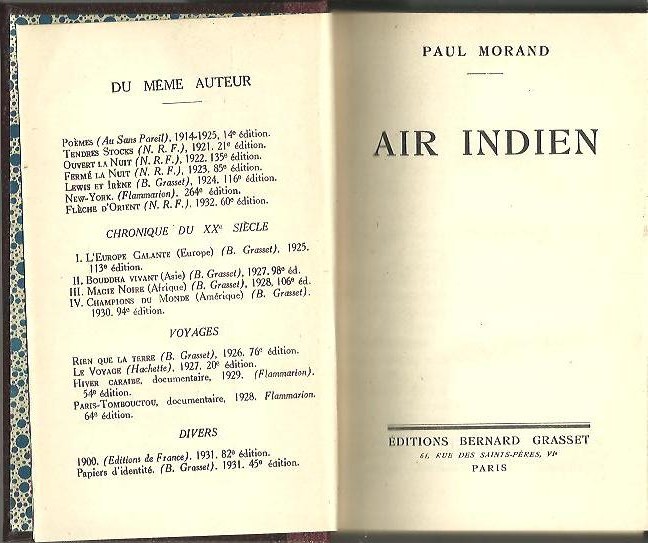 DU MÊME AUTEUR
POÈMES (Au Sans Pareil), 1914-1925, 14e édition.
TENDRES STOCKS (N. R. F.), 1921. 21e édition.
OUVERT LA NUIT (N. R. F.), 1922. 135e édition.
FERMÉ LA NUIT (N. R. F.), 1923. 85e édition.
LEWIS ET IRÈNE (B. Grasset), 1924. 116e édition.
NEW-YORK. (Flammarion). 264e édition.
FLÈCHE D'ORIENT (N. R. F.). 1932. 60e édition.
CHRONIQUE DU XXe SIÈCLE
I. L'EUROPE GALANTE (Europe) (B. Grasset), 1925.
113e édition.
II. BOUDDHA VIVANT (Asie) (B. Grasset), 1927. 98e éd.
III. MAGIE NOIRE (Afrique) (B. Grasset), 1928, 106e éd.
IV. CHAMPIONS DU MONDE (Amérique) (B. Grasset).
1930. 94e édition.
VOYAGES
RIEN QUE LA TERRE (B. Grasset), 1926. 76e édition.
LE VOYAGE (Hachette), 1927. 20e édition.
HIVER CARAIBE, documentaire, 1929. (Flammarion).
54e édition.
PARIS-TOMBOUCTOU, documentaire, 1928. Flammarion.
64e édition.
DIVERS
1900. (Editions de France). 1931. 82e édition.
Papiers d'identité. (B. Grasset). 1931. 45e édition.
PAUL MORAND
AIR INDIEN
ÉDITIONS BERNARD GRASSET
61, RUE DES SAINTS-PÈRES, VIe
PARIS